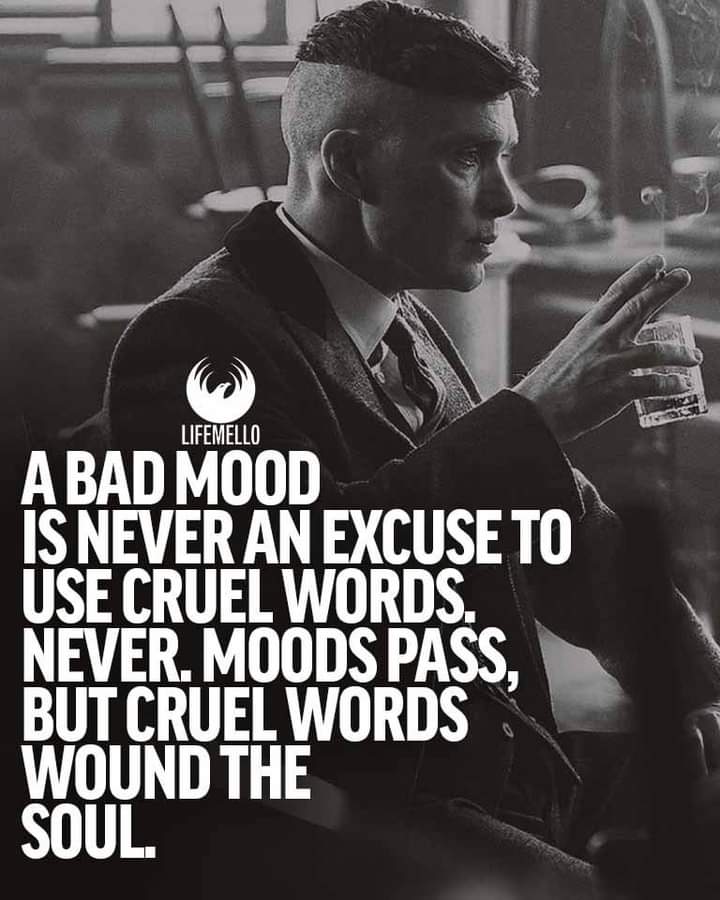 LIFEMELLO
A BAD MOOD
IS NEVER AN EXCUSE TO
USE CRUEL WORDS.
NEVER. MOODS PASS,
BUT CRUEL WORDS
WOUND THE
SOUL.